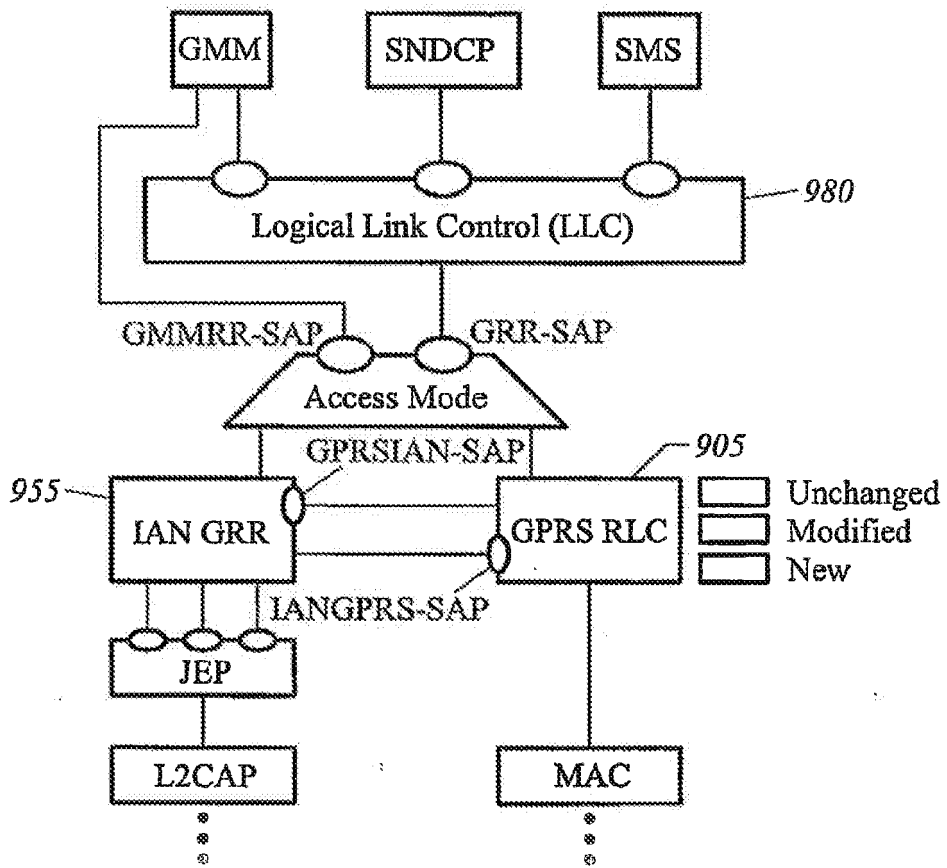 GMM
SNDCP
SMS
980
Logical Link Control (LLC)
GMMRR-SAP
GRR-SAP
Access Mode
GPRSIAN-SAP
905
955
IAN GRR
GPRS RLC
Unchanged
Modified
New
IANGPRS-SAP
JEP
L2CAP
MAC